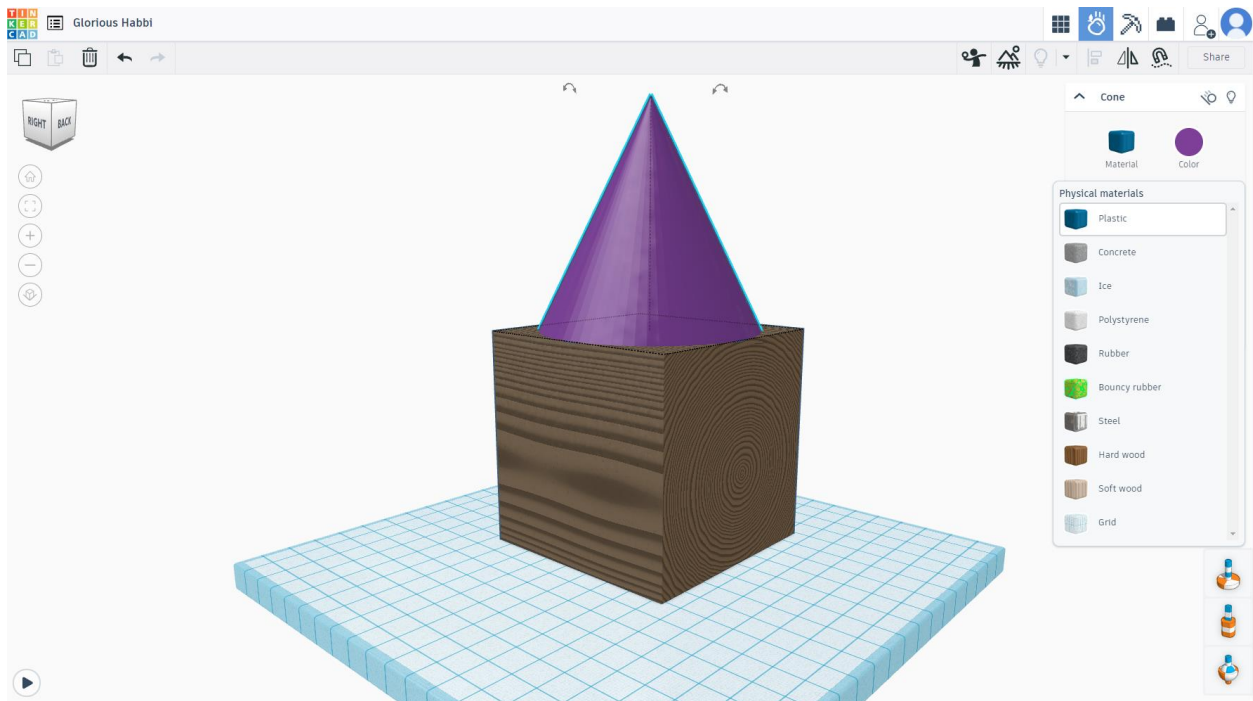 TIN
KER
CAD
Glorious Habbi
Share
RIGHT
BACK
Cone
Material
Color
Physical materials
Plastic
Concrete
Ice
Polystyrene
Rubber
Bouncy rubber
Steel
Hard wood
Soft wood
Grid